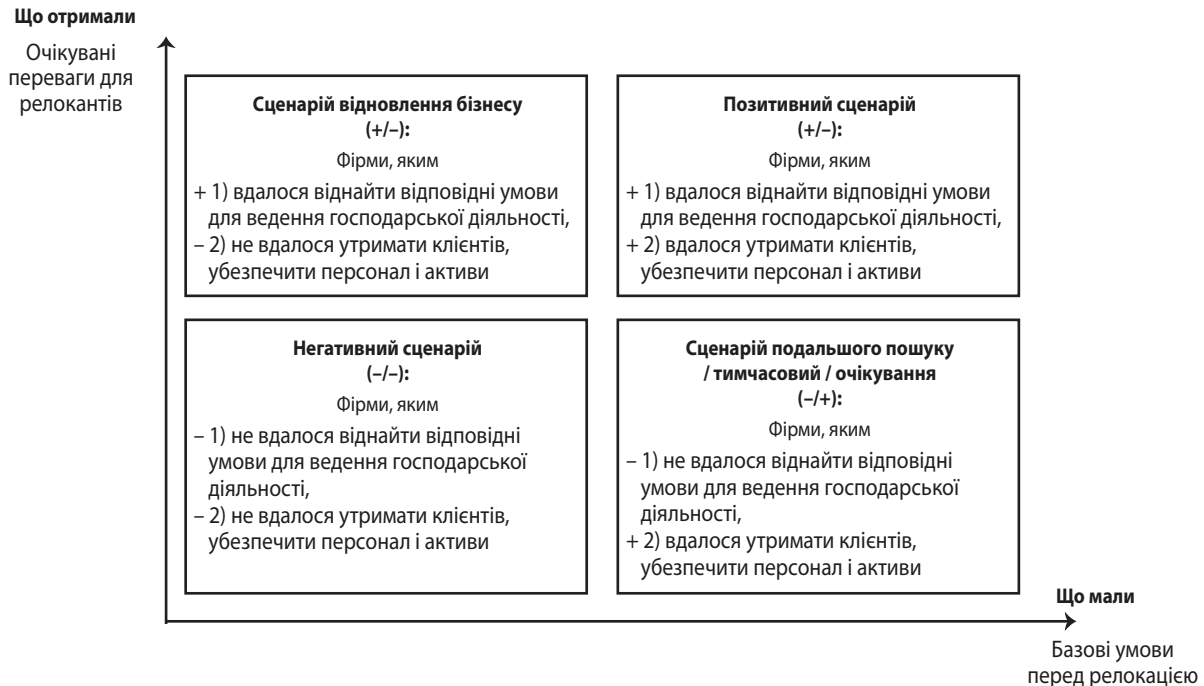 Що отримали
Очікувані
переваги для
релокантів
Сценарій відновлення бізнесу
(+/–):
Фірми, яким
+ 1) вдалося віднайти відповідні умови
для ведення господарської діяльності,
– 2) не вдалося утримати клієнтів,
убезпечити персонал і активи
Позитивний сценарій
(+/–):
Фірми, яким
+ 1) вдалося віднайти відповідні умови
для ведення господарської діяльності,
+ 2) вдалося утримати клієнтів,
убезпечити персонал і активи
Негативний сценарій
(–/–):
Фірми, яким
– 1) не вдалося віднайти відповідні
умови для ведення господарської
діяльності,
– 2) не вдалося утримати клієнтів,
убезпечити персонал і активи
Сценарій подальшого пошуку
/ тимчасовий / очікування
(–/+):
Фірми, яким
– 1) не вдалося віднайти відповідні
умови для ведення господарської
діяльності,
+ 2) вдалося утримати клієнтів,
убезпечити персонал і активи
Що мали
Базові умови
перед релокацією